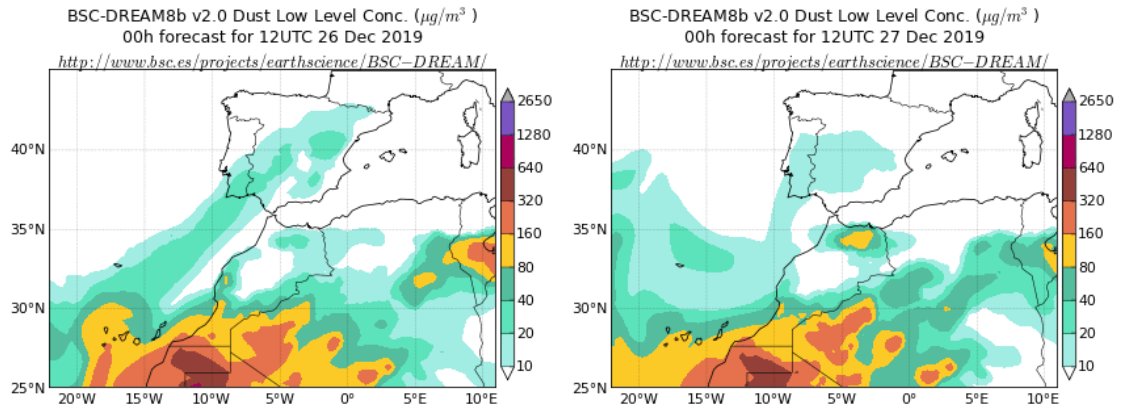 BSC-DREAM8b v2.0 Dust Low Level Conc. (μg/m³ )
00h forecast for 12UTC 26 Dec 2019
http://www.bsc.es/projects/earthscience/BSC−DREAM/
40°N
35°N
30°N
25°N
20°W 15°W 10°W 5°W 0°E 5°E 10°E
2650
1280
640
320
160
80
40
20
10
BSC-DREAM8b v2.0 Dust Low Level Conc. (μg/m³ )
00h forecast for 12UTC 27 Dec 2019
http://www.bsc.es/projects/earthscience/BSC−DREAM/
40°N
35°N
30°N
25°N
20°W 15°W 10°W 5°W 0°E 5°E 10°E
2650
1280
640
320
160
80
40
20
10